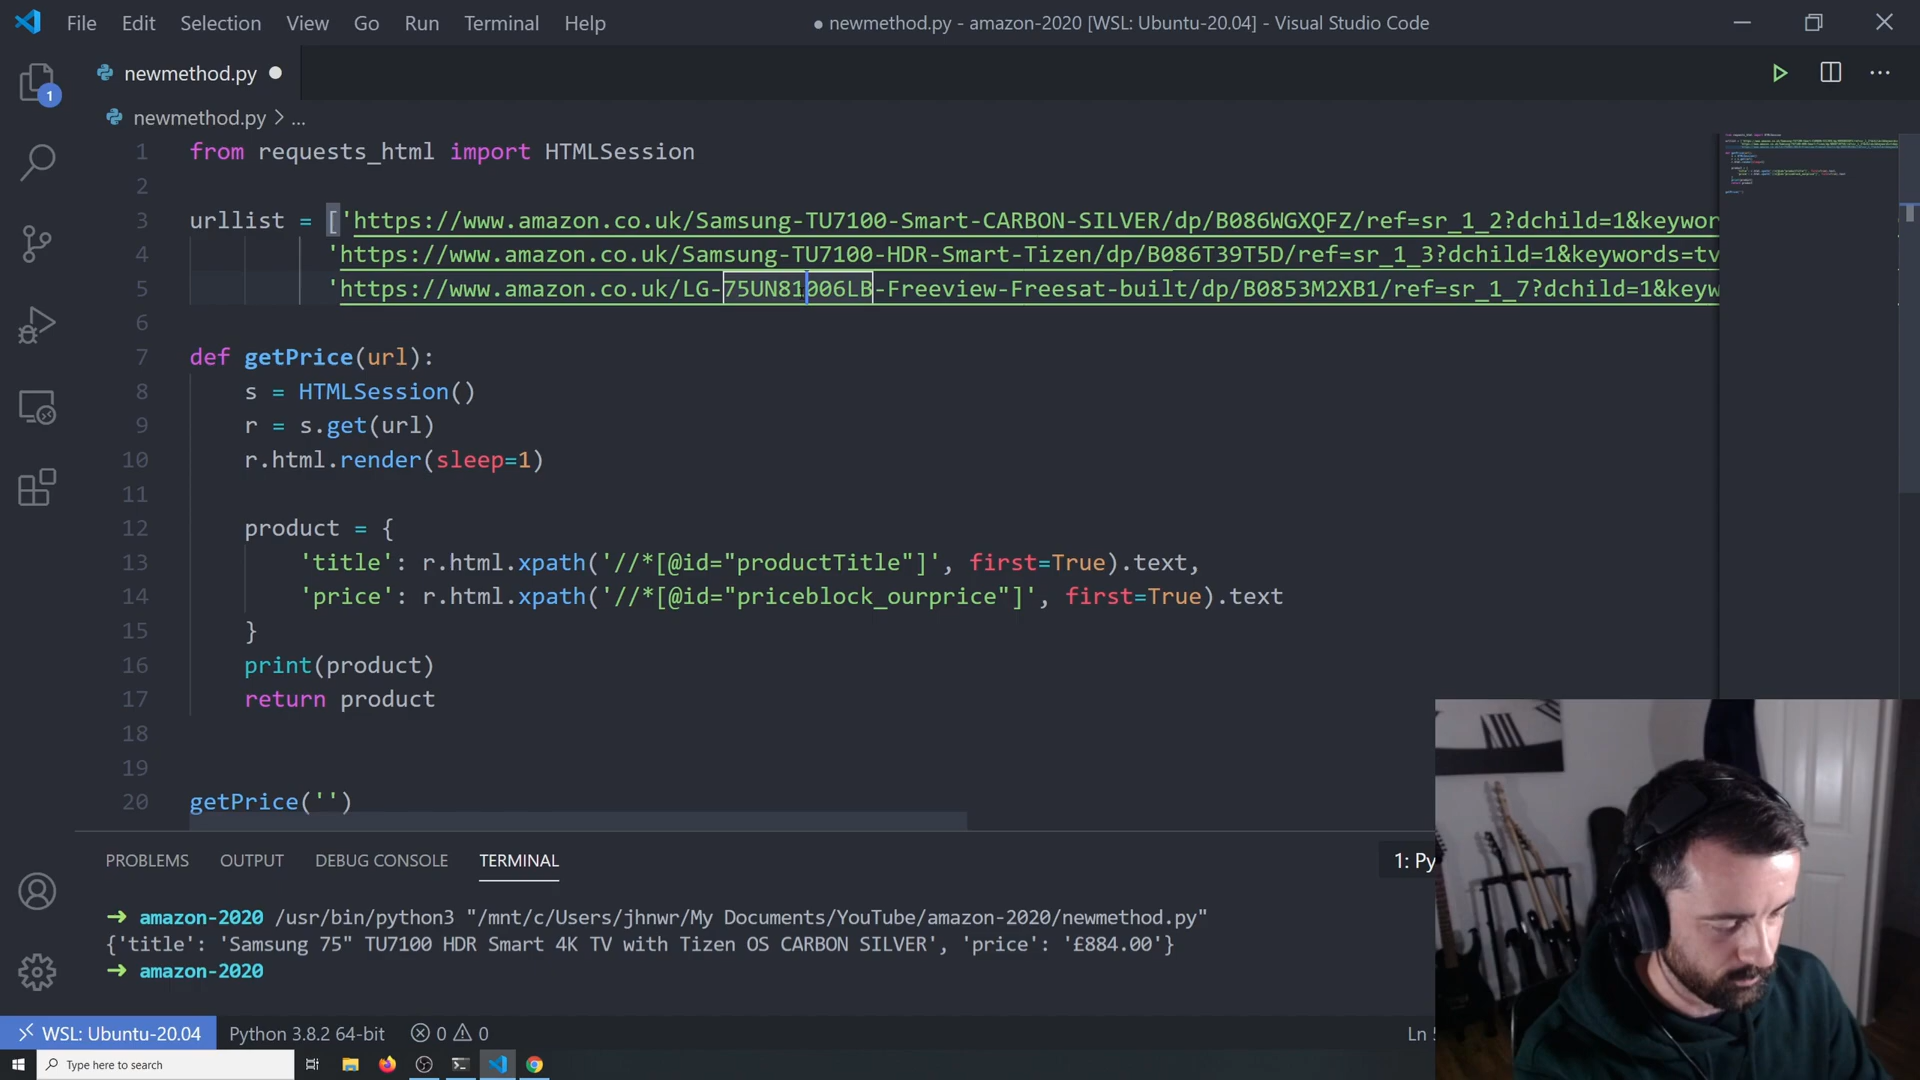 File Edit Selection View Go Run Terminal Help ● newmethod.py - amazon-2020 [WSL: Ubuntu-20.04] - Visual Studio Code
newmethod.py
1
newmethod.py > ...
1 from requests_html import HTMLSession
2
3 urllist = ['https://www.amazon.co.uk/Samsung-TU7100-Smart-CARBON-SILVER/dp/B086WGXQFZ/ref=sr_1_2?dchild=1&keywor
4 'https://www.amazon.co.uk/Samsung-TU7100-HDR-Smart-Tizen/dp/B086T39T5D/ref=sr_1_3?dchild=1&keywords=tv
5 'https://www.amazon.co.uk/LG-75UN81006LB-Freeview-Freesat-built/dp/B0853M2XB1/ref=sr_1_7?dchild=1&keyw
6
7 def getPrice(url):
8 s = HTMLSession()
9 r = s.get(url)
10 r.html.render(sleep=1)
11
12 product = {
13 'title': r.html.xpath('//*[@id="productTitle"]', first=True).text,
14 'price': r.html.xpath('//*[@id="priceblock_ourprice"]', first=True).text
15 }
16 print(product)
17 return product
18
19
20 getPrice('')
PROBLEMS OUTPUT DEBUG CONSOLE TERMINAL 1: Py
➜ amazon-2020 /usr/bin/python3 "/mnt/c/Users/jhnwr/My Documents/YouTube/amazon-2020/newmethod.py"
{'title': 'Samsung 75" TU7100 HDR Smart 4K TV with Tizen OS CARBON SILVER', 'price': '£884.00'}
➜ amazon-2020
WSL: Ubuntu-20.04 Python 3.8.2 64-bit 0 0 Ln
Type here to search